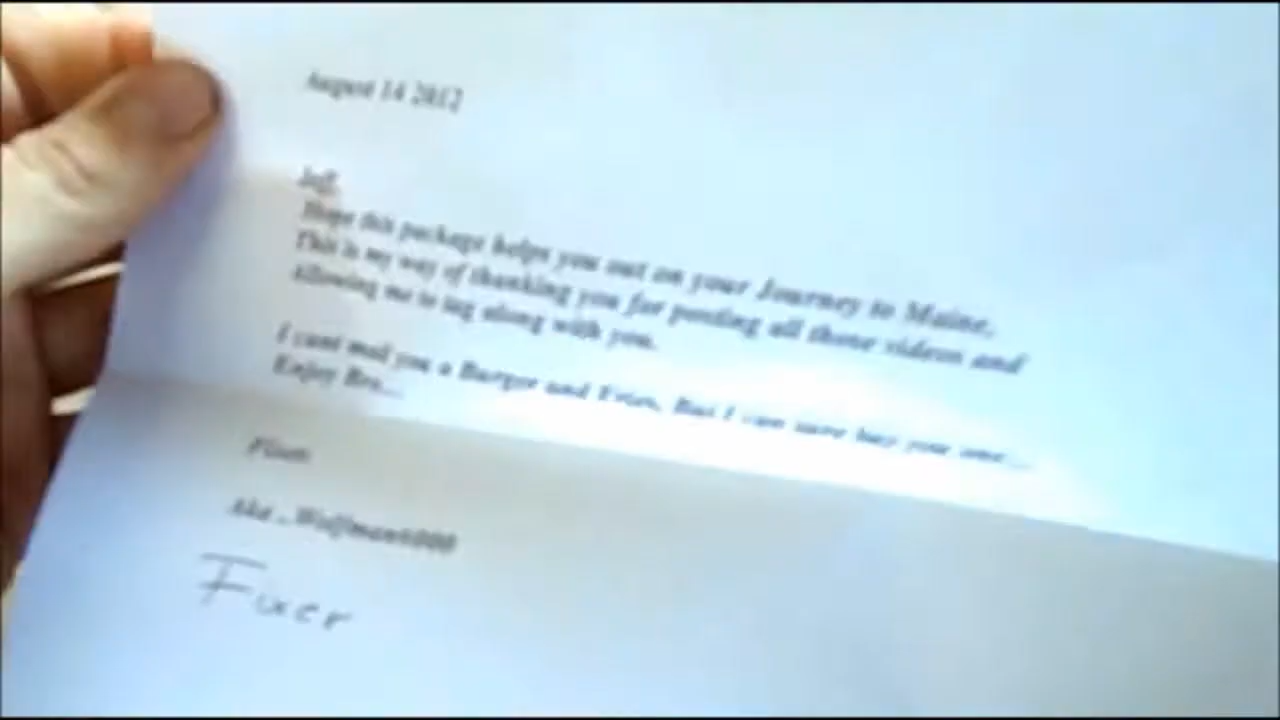 August 14 2012
Jeff,
Hope this package helps you out on your Journey to Maine,
This is my way of thanking you for posting all those videos and
Allowing me to tag along with you.
I cant mail you a Burger and Fries, But I can sure buy you one...
Enjoy Bro...
Aka
Fixer